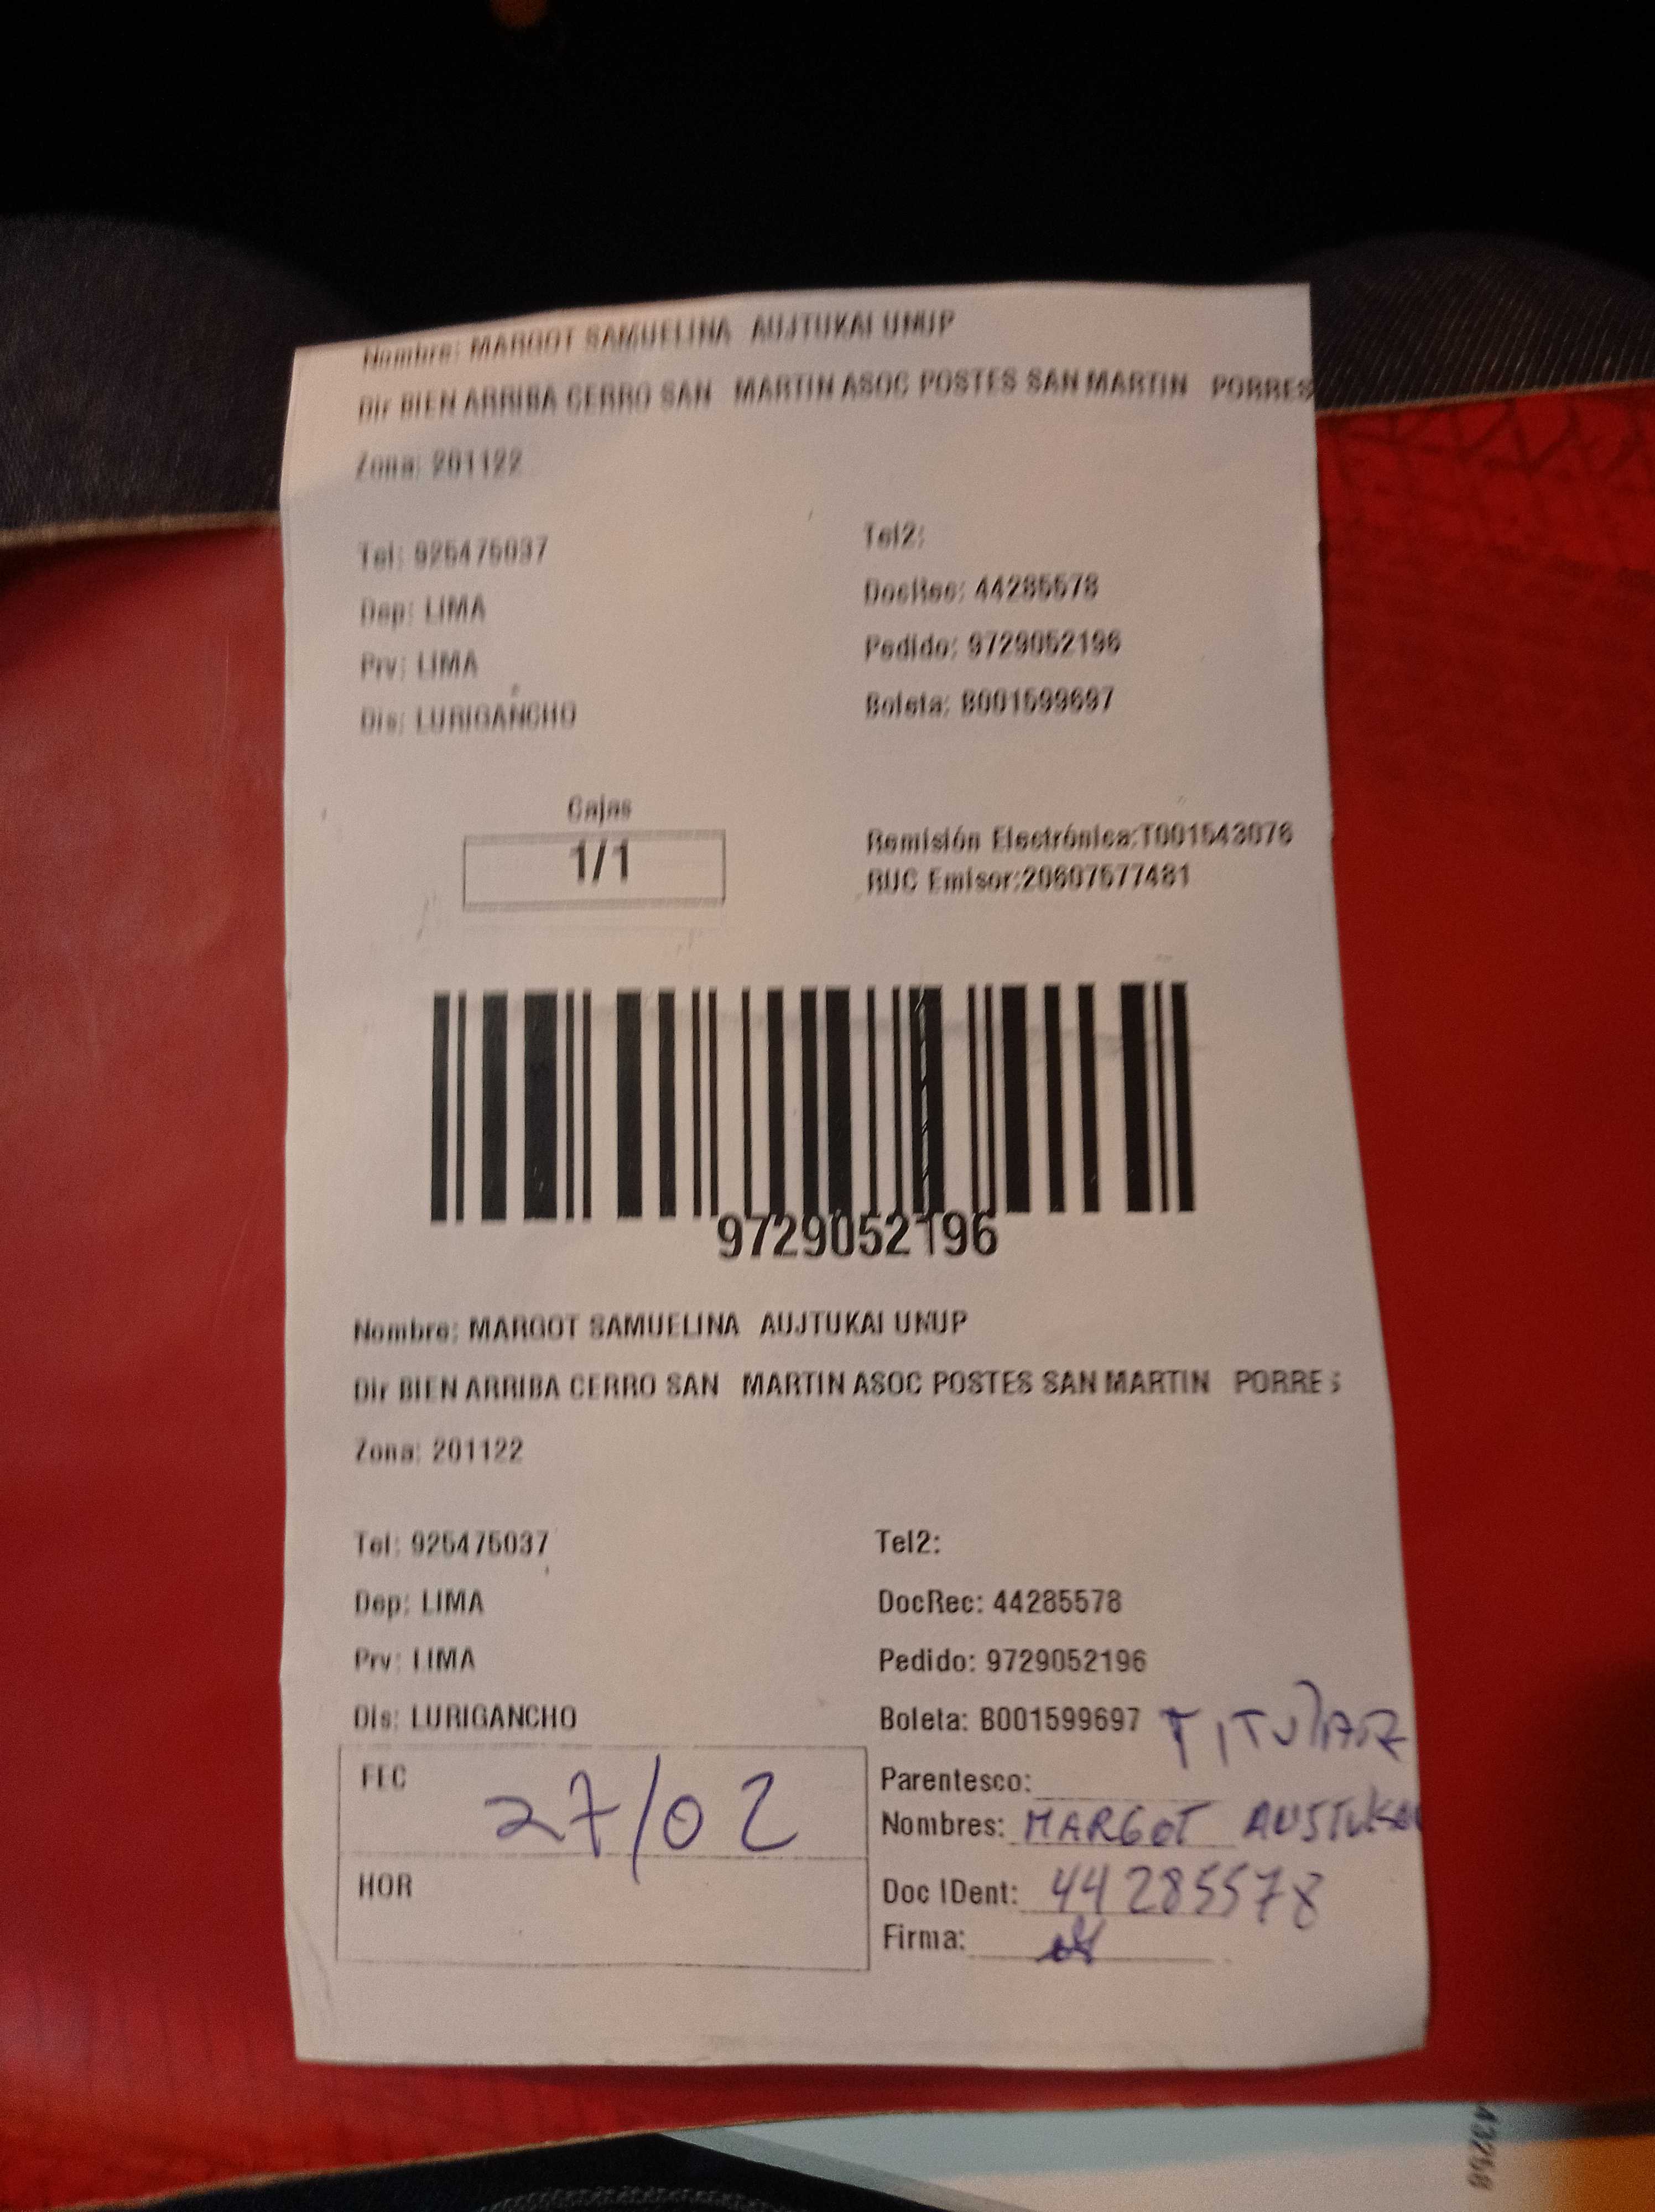 Nombre: MARGOT SAMUELINA AUJTUKAI UNUP
Dir BIEN ARRIBA CERRO SAN MARTIN ASOC POSTES SAN MARTIN PORRES
Zona: 201122
Tel: 925475037 Tel2:
DocRec: 44285578
Dep: LIMA
Pedido: 9729052196
Prv: LIMA
Boleta: B001599697
Dis: LURIGANCHO
Cajas
1/1
Remisión Electrónica:T001543076
RUC Emisor:20607577481
9729052196
Nombre: MARGOT SAMUELINA AUJTUKAI UNUP
Dir BIEN ARRIBA CERRO SAN MARTIN ASOC POSTES SAN MARTIN PORRES
Zona: 201122
Tel: 925475037 Tel2:
Dep: LIMA DocRec: 44285578
Prv: LIMA Pedido: 9729052196
Dis: LURIGANCHO Boleta: B001599697
TITULAR
FEC 27/02
Parentesco:
Nombres: MARGOT
HOR
Doc IDent: 44285578
Firma:
43258